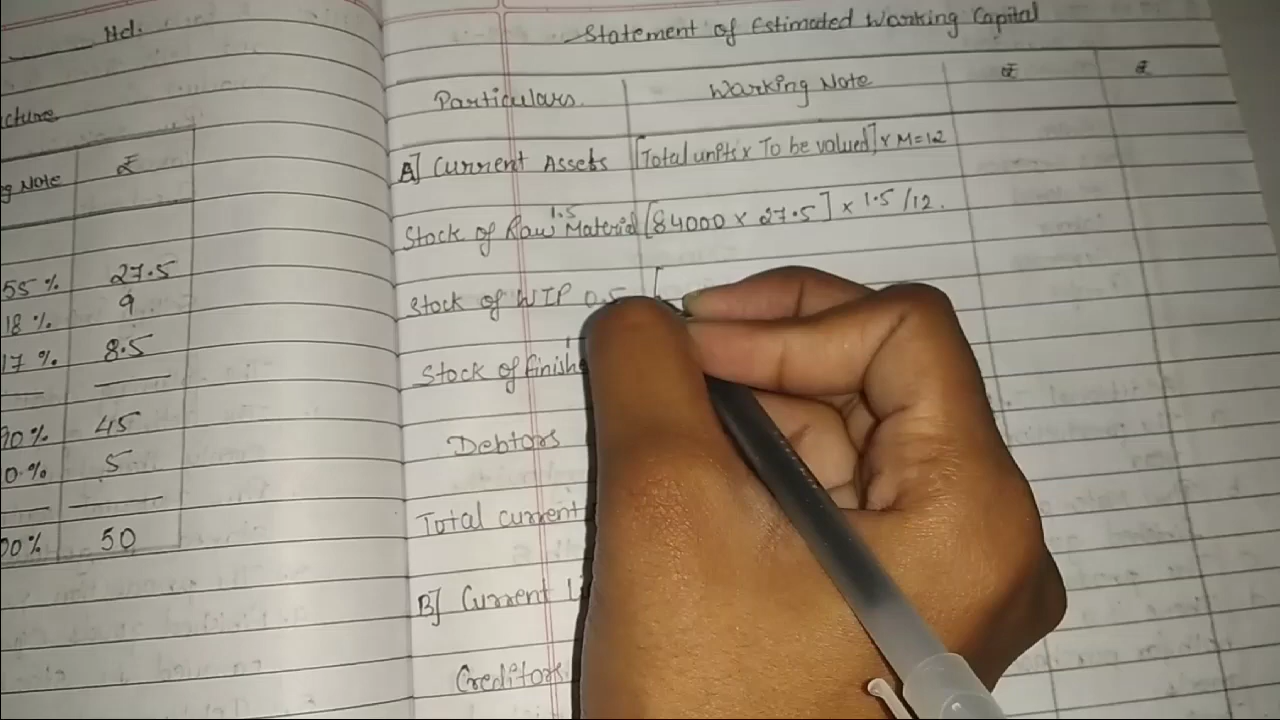 Statement of Estimated Working Capital
cture
g Note ₹
55 % 27.5
18 % 9
17 % 8.5
90% 45
0.% 5
00% 50
Particulars Working Note ₹ ₹
A] Current Assets [Total units x To be valued] x M=12
Stock of Raw Material 1.5 [84000 x 27.5] x 1.5/12.
Stock of WIP 0.5 [
Stock of finishe
Debtors
Total current
B] Current Li
Creditors